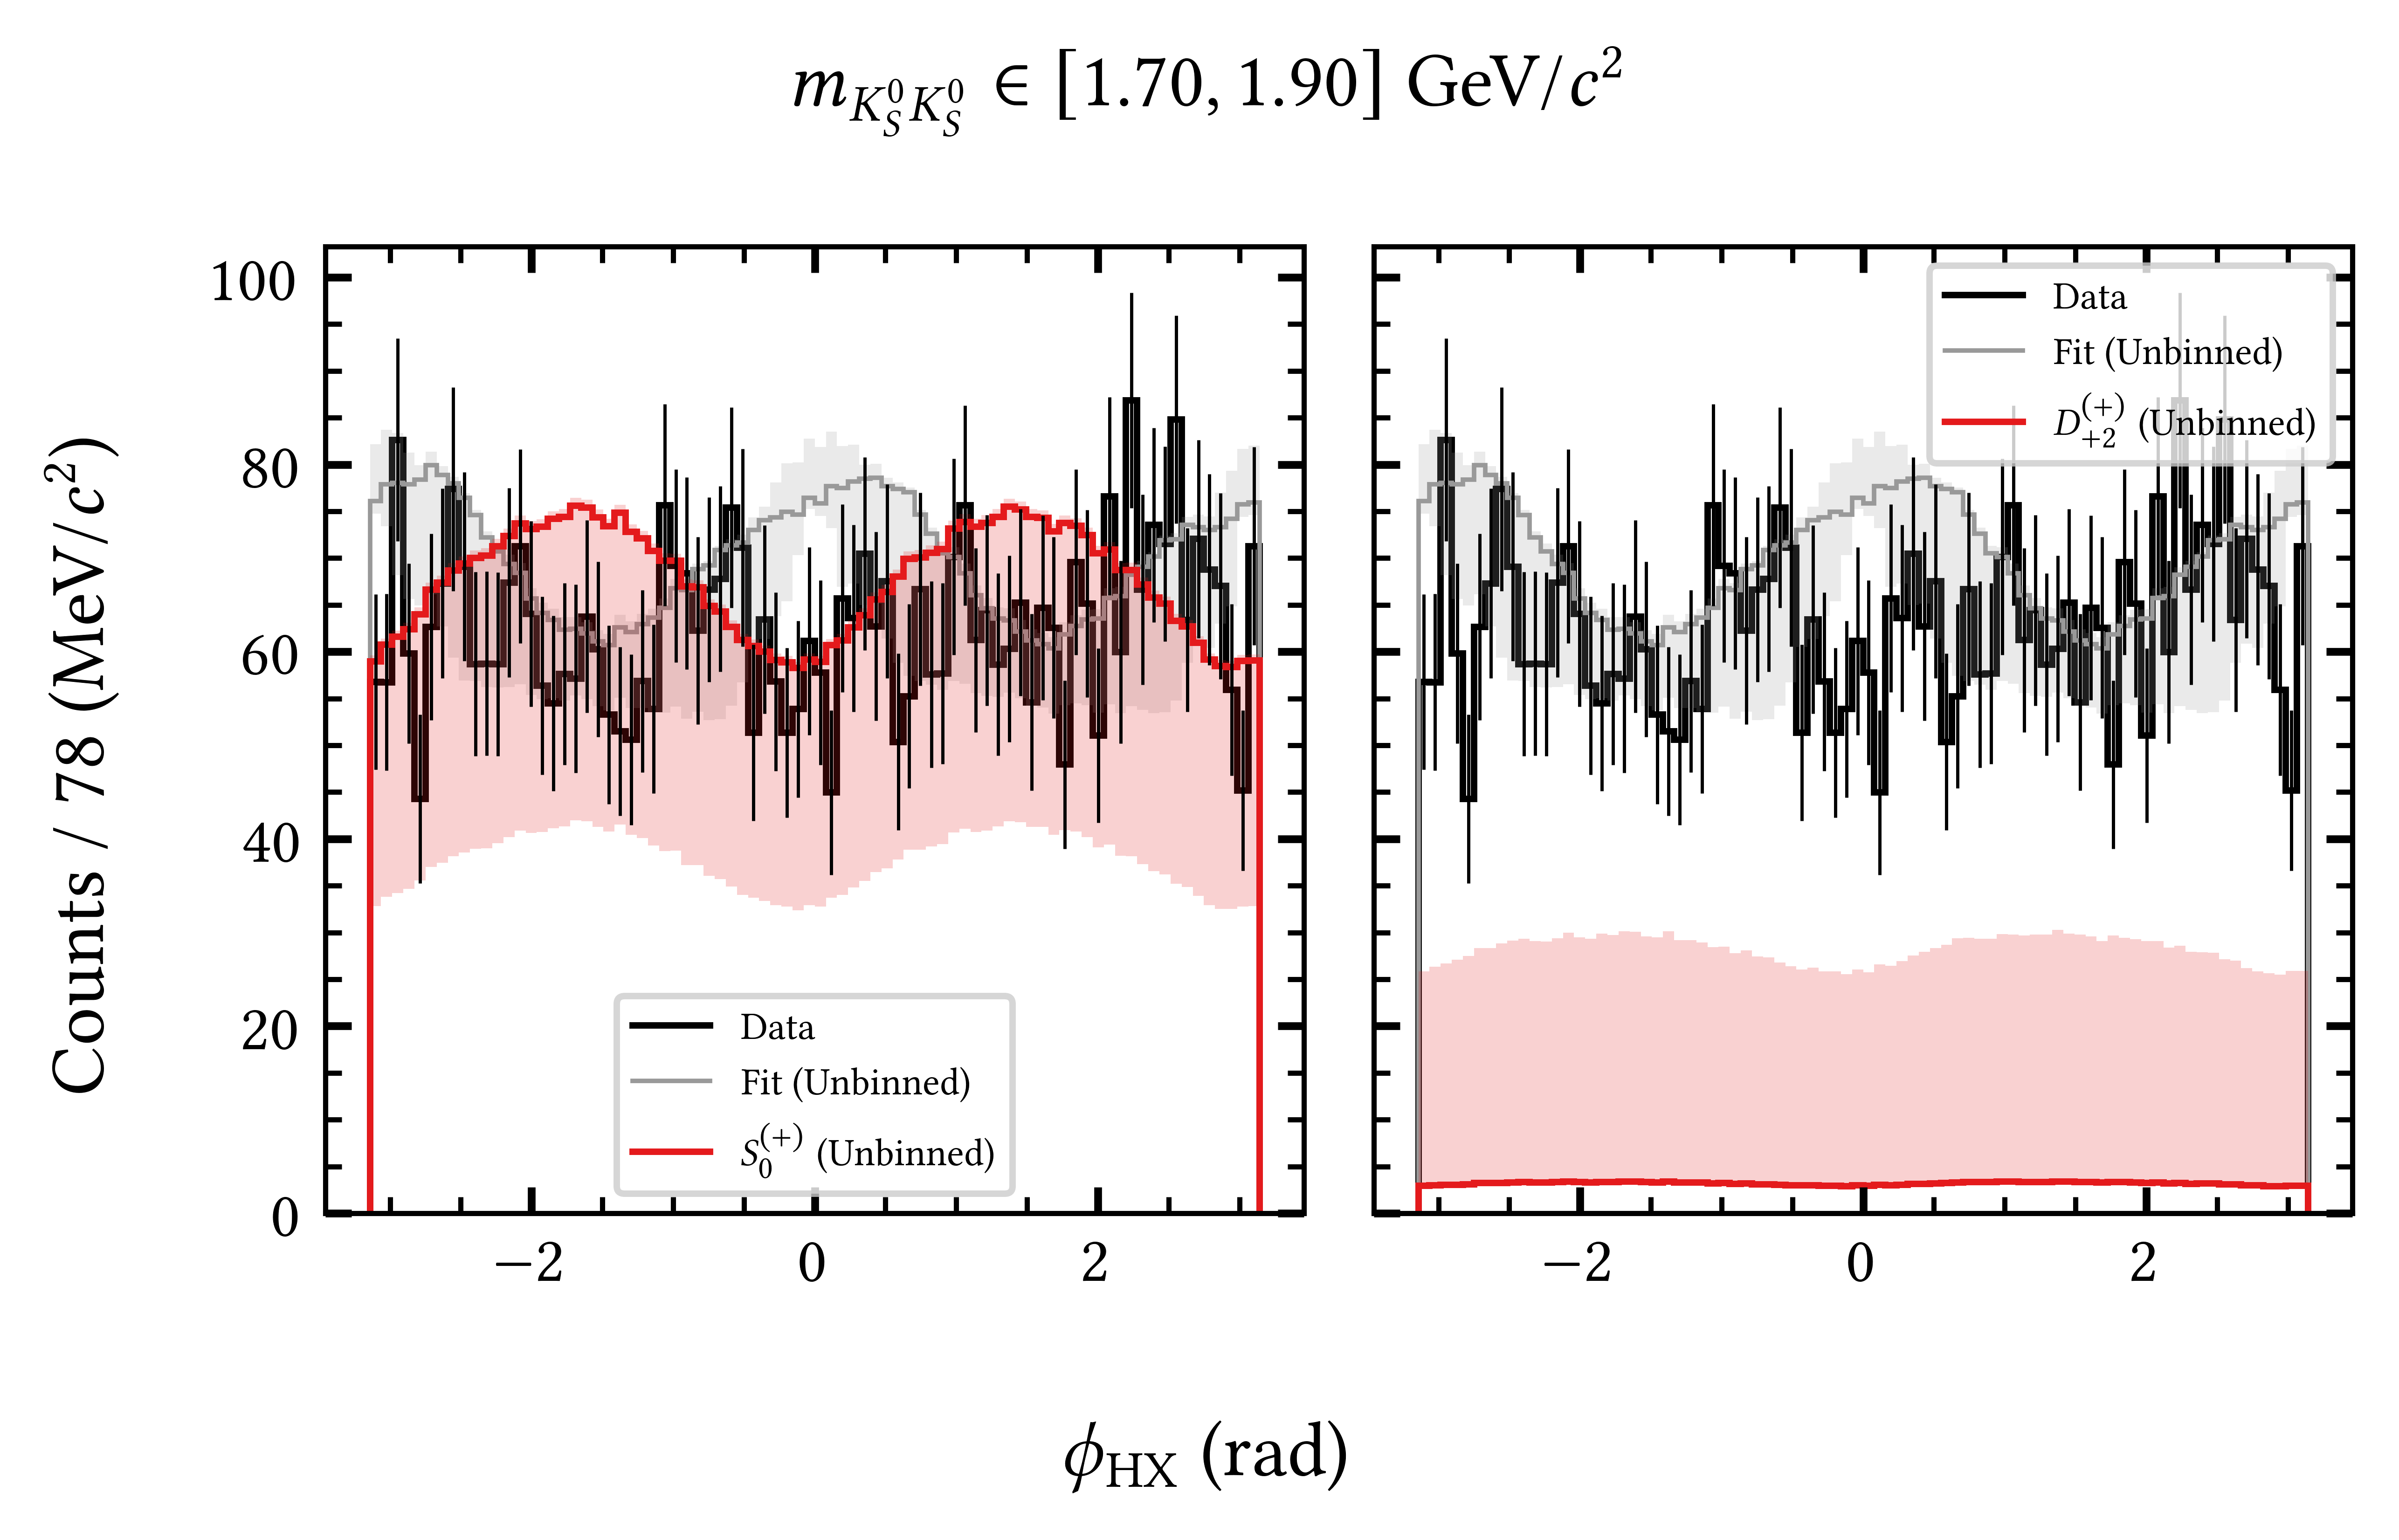 m_{K_S^0 K_S^0} ∈ [1.70, 1.90] GeV/c²
Counts / 78 (MeV/c²)
100
80
60
40
20
0
Data
Fit (Unbinned)
S_0^{(+)} (Unbinned)
−2
0
2
Data
Fit (Unbinned)
D_{+2}^{(+)} (Unbinned)
−2
0
2
ϕ_{HX} (rad)